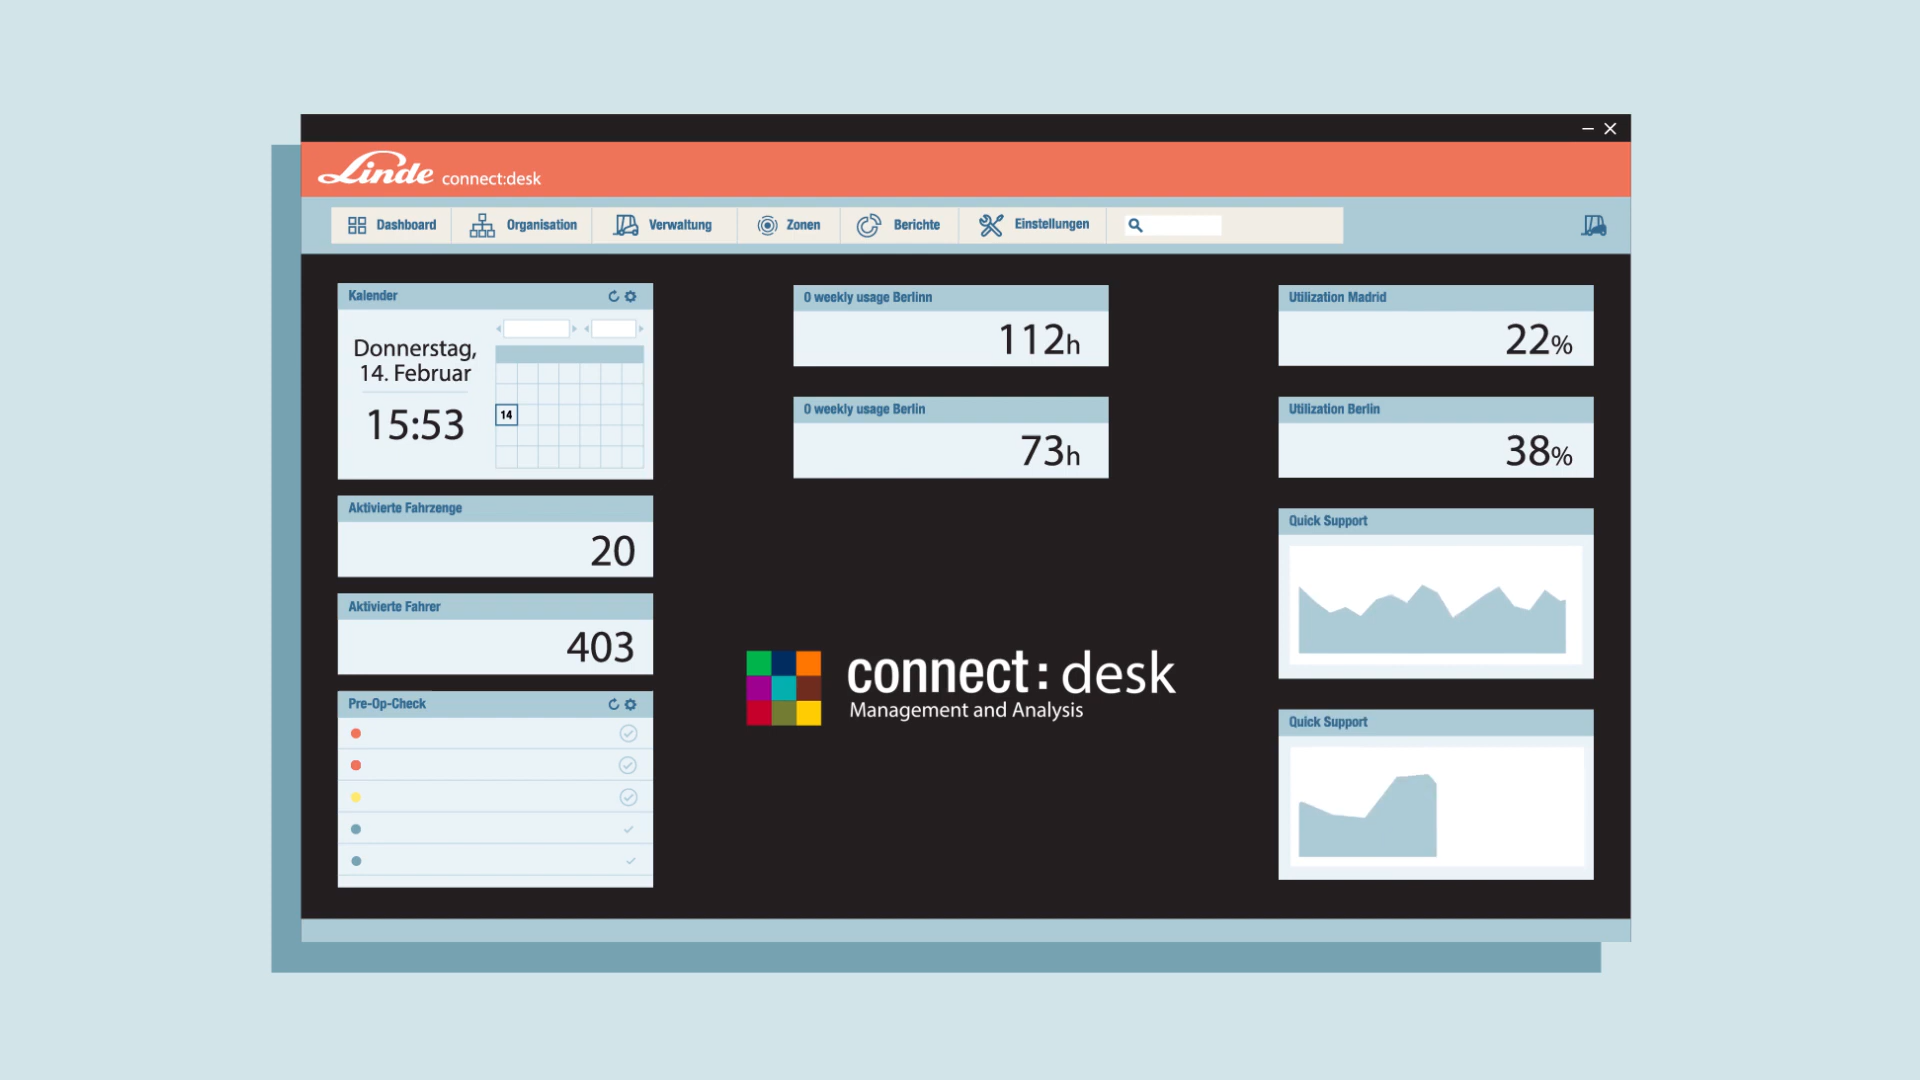 Linde connect:desk
Dashboard
Organisation
Verwaltung
Zonen
Berichte
Einstellungen
Kalender
Donnerstag,
14. Februar
15:53
14
Aktivierte Fahrzenge
20
Aktivierte Fahrer
403
Pre-Op-Check
0 weekly usage Berlinn
112h
0 weekly usage Berlin
73h
connect: desk
Management and Analysis
Utilization Madrid
22%
Utilization Berlin
38%
Quick Support
Quick Support